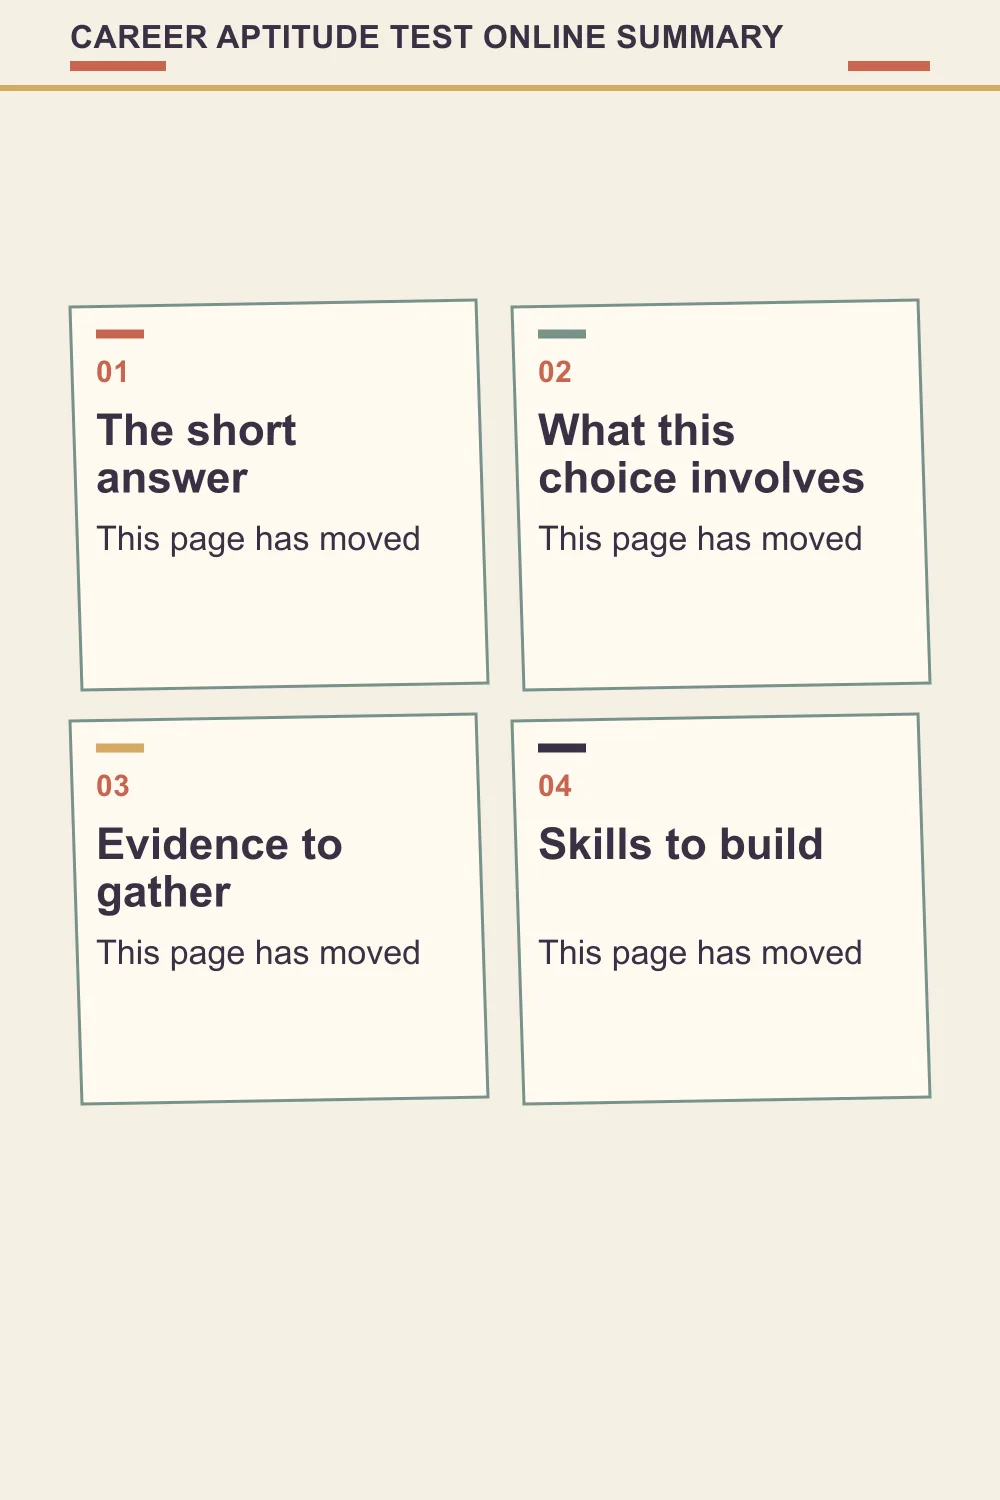 CAREER APTITUDE TEST ONLINE SUMMARY
01
The short
answer
This page has moved
02
What this
choice involves
This page has moved
03
Evidence to
gather
This page has moved
04
Skills to build
This page has moved